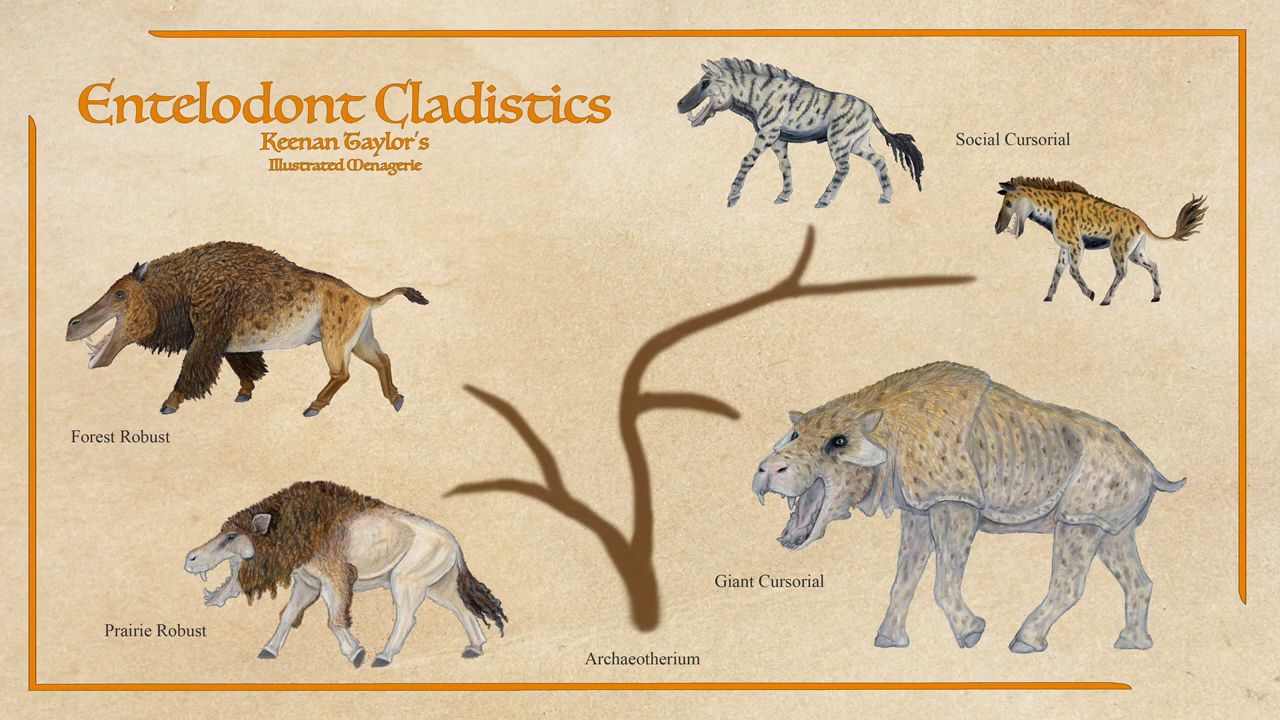 Entelodont Cladistics
Keenan Taylor's
Illustrated Menagerie
Social Cursorial
Forest Robust
Giant Cursorial
Prairie Robust
Archaeotherium